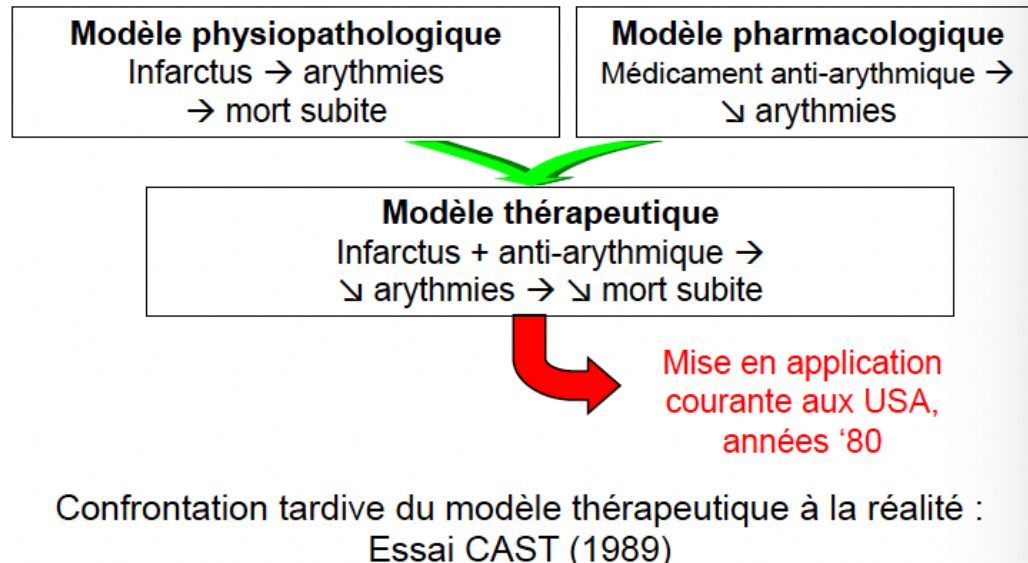 Modèle physiopathologique
Infarctus → arythmies
→ mort subite
Modèle pharmacologique
Médicament anti-arythmique →
↘ arythmies
Modèle thérapeutique
Infarctus + anti-arythmique →
↘ arythmies → ↘ mort subite
Mise en application
courante aux USA,
années ‘80
Confrontation tardive du modèle thérapeutique à la réalité :
Essai CAST (1989)